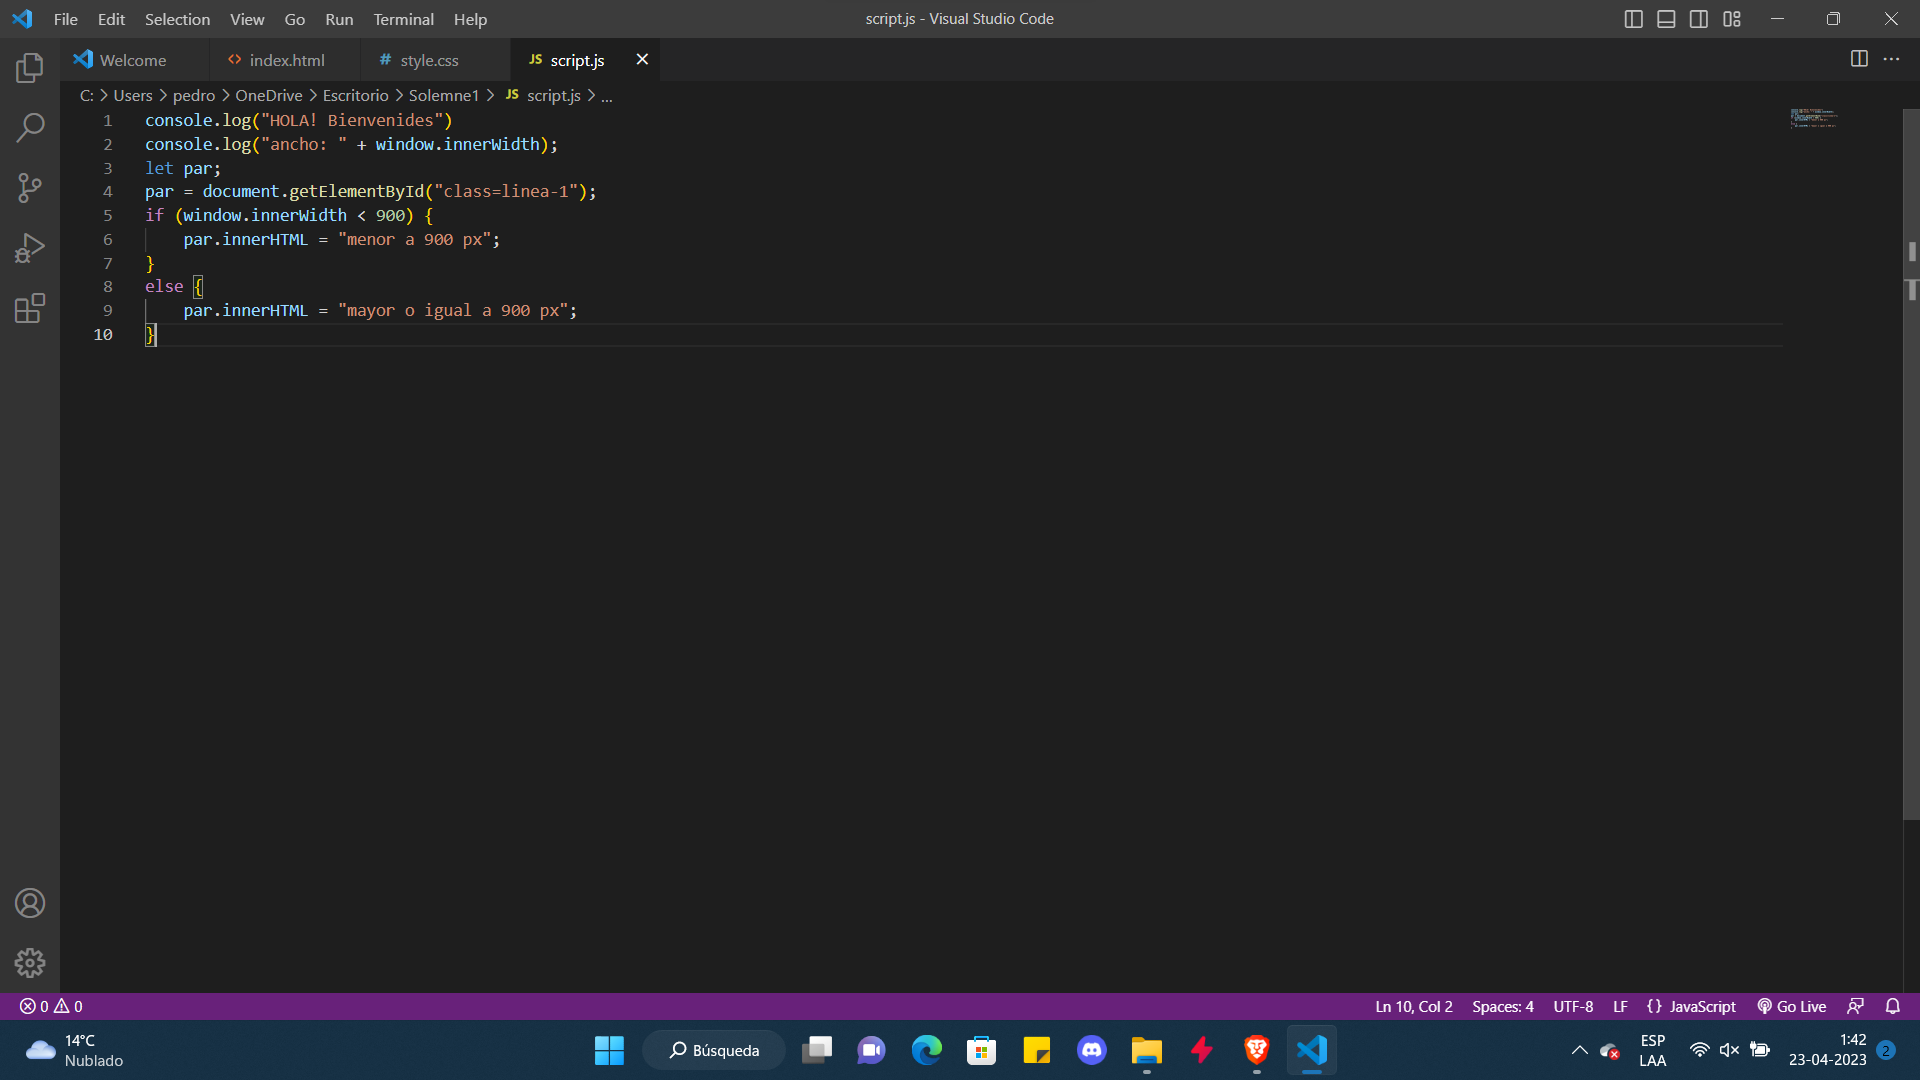 File Edit Selection View Go Run Terminal Help
script.js - Visual Studio Code
Welcome
<> index.html
# style.css
JS script.js
C: > Users > pedro > OneDrive > Escritorio > Solemne1 > JS script.js > ...
1 console.log("HOLA! Bienvenides")
2 console.log("ancho: " + window.innerWidth);
3 let par;
4 par = document.getElementById("class=linea-1");
5 if (window.innerWidth < 900) {
6     par.innerHTML = "menor a 900 px";
7 }
8 else {
9     par.innerHTML = "mayor o igual a 900 px";
10 }
0 0
Ln 10, Col 2 Spaces: 4 UTF-8 LF {} JavaScript Go Live
14°C
Nublado
Búsqueda
ESP
LAA
1:42
23-04-2023
2